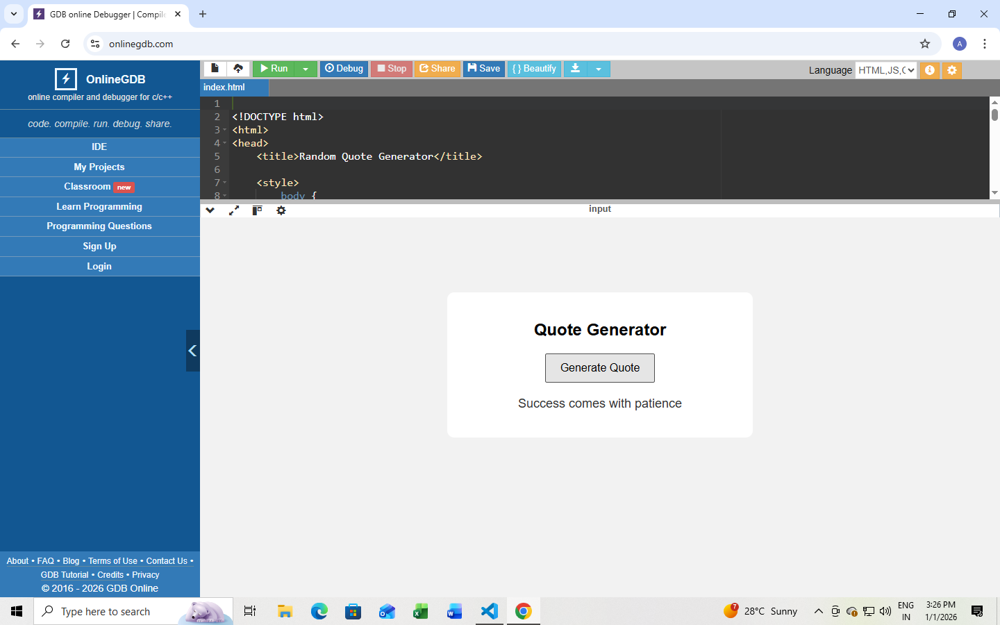 GDB online Debugger | Compile
onlinegdb.com
A
OnlineGDB
online compiler and debugger for c/c++
code. compile. run. debug. share.
IDE
My Projects
Classroom new
Learn Programming
Programming Questions
Sign Up
Login
About • FAQ • Blog • Terms of Use • Contact Us •
GDB Tutorial • Credits • Privacy
© 2016 - 2026 GDB Online
Run Debug Stop Share Save { } Beautify
Language HTML,JS,C
index.html
1
2 <!DOCTYPE html>
3 <html>
4 <head>
5 <title>Random Quote Generator</title>
6
7 <style>
8 body {
input
Quote Generator
Generate Quote
Success comes with patience
Type here to search
7
28°C Sunny
ENG
IN
3:26 PM
1/1/2026